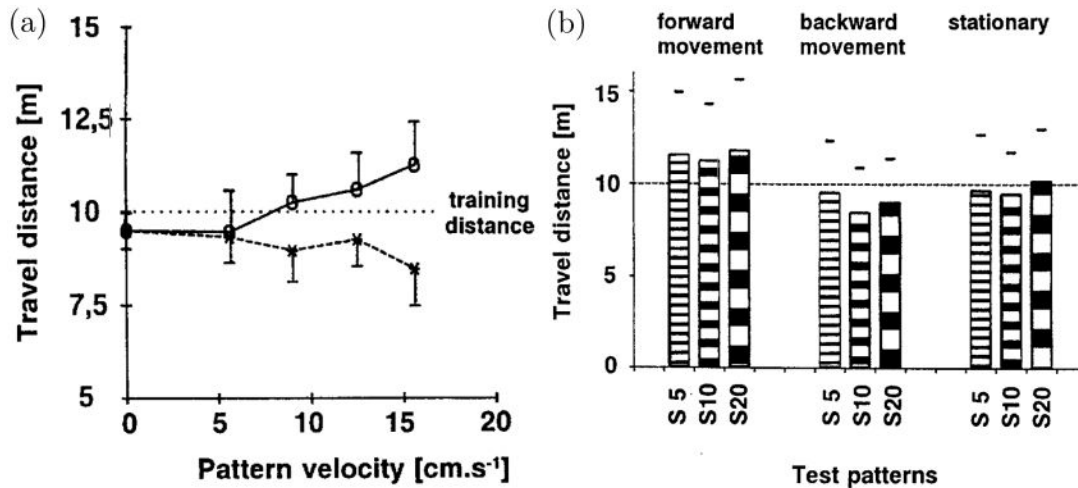 (a)
15
12,5
10
7,5
5
Travel distance [m]
training
distance
0
5
10
15
20
Pattern velocity [cm.s⁻¹]
(b)
forward
movement
backward
movement
stationary
15
10
5
0
Travel distance [m]
S 5
S10
S20
S 5
S10
S20
S 5
S10
S20
Test patterns